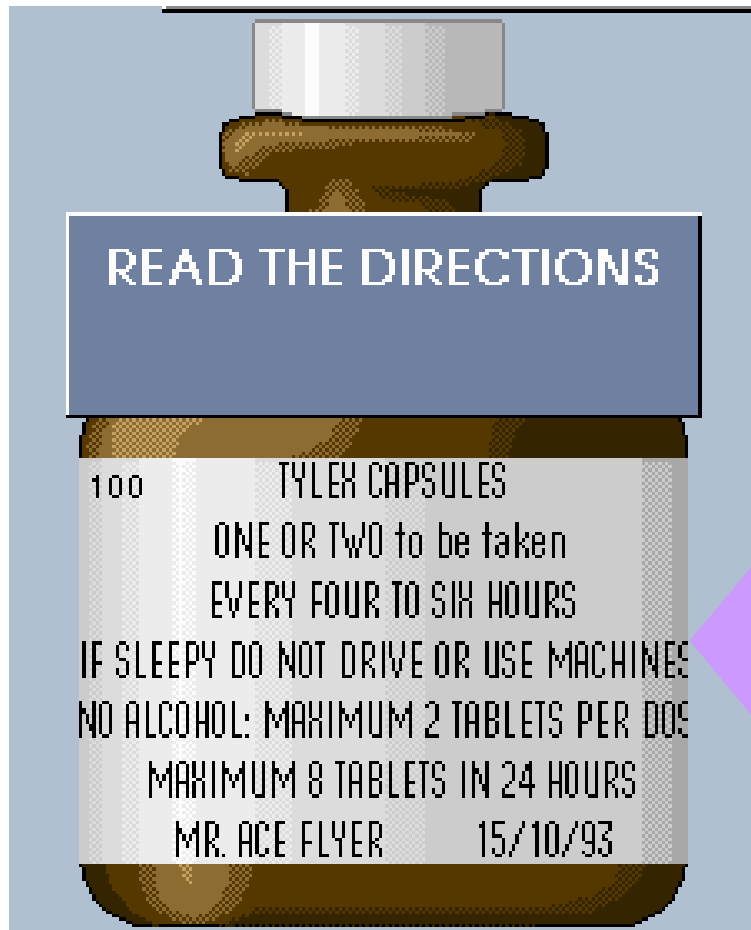 READ THE DIRECTIONS
100 TYLEX CAPSULES
ONE OR TWO to be taken
EVERY FOUR TO SIX HOURS
IF SLEEPY DO NOT DRIVE OR USE MACHINES
NO ALCOHOL: MAXIMUM 2 TABLETS PER DOS
MAXIMUM 8 TABLETS IN 24 HOURS
MR. ACE FLYER 15/10/93